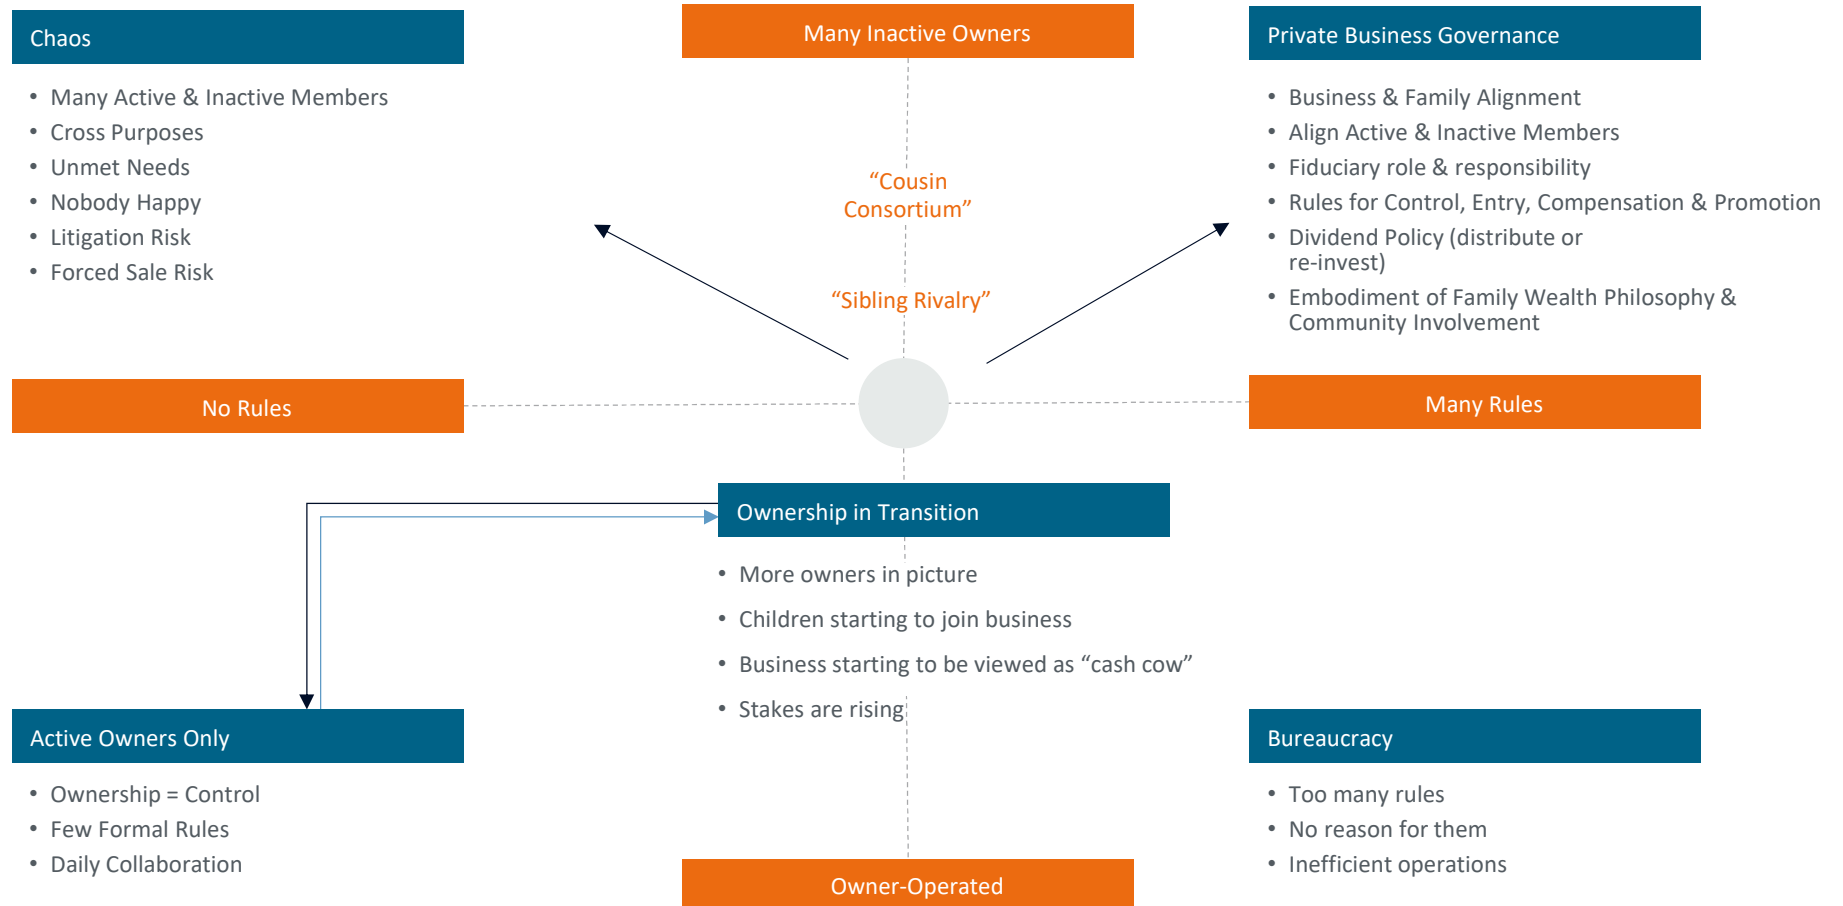 Chaos
• Many Active & Inactive Members
• Cross Purposes
• Unmet Needs
• Nobody Happy
• Litigation Risk
• Forced Sale Risk
Many Inactive Owners
“Cousin
Consortium”
“Sibling Rivalry”
Private Business Governance
• Business & Family Alignment
• Align Active & Inactive Members
• Fiduciary role & responsibility
• Rules for Control, Entry, Compensation & Promotion
• Dividend Policy (distribute or
re-invest)
• Embodiment of Family Wealth Philosophy &
Community Involvement
No Rules
Many Rules
Ownership in Transition
• More owners in picture
• Children starting to join business
• Business starting to be viewed as “cash cow”
• Stakes are rising
Active Owners Only
• Ownership = Control
• Few Formal Rules
• Daily Collaboration
Bureaucracy
• Too many rules
• No reason for them
• Inefficient operations
Owner-Operated